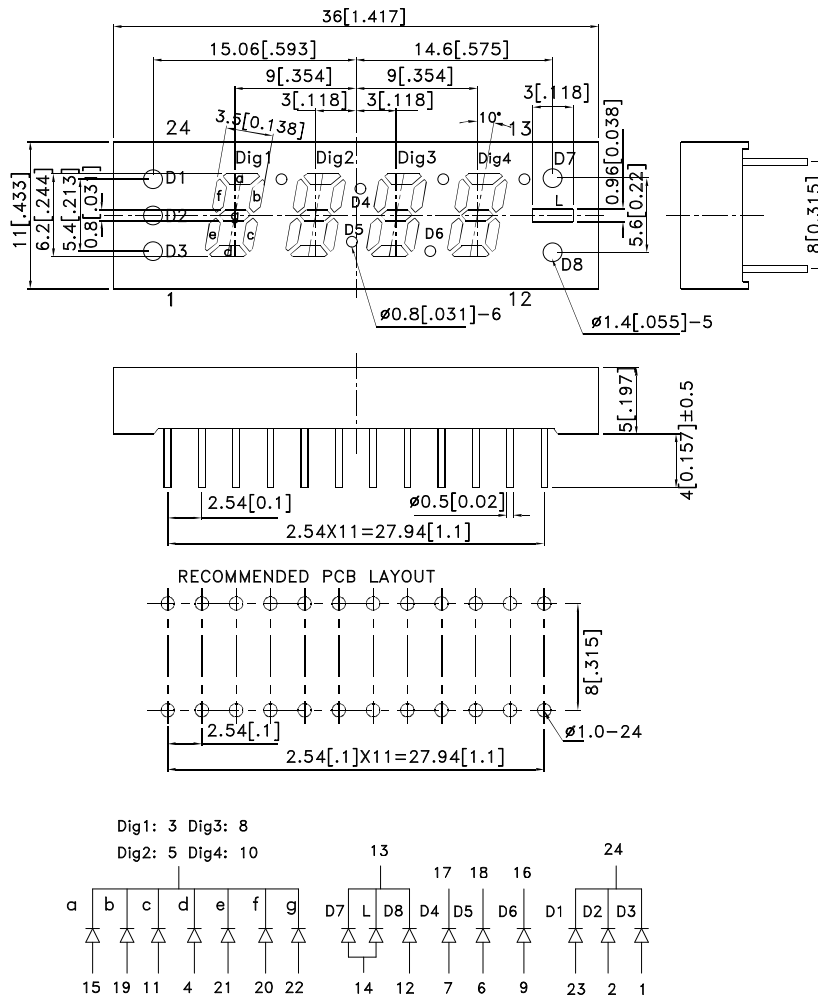 36[1.417]
15.06[.593] 14.6[.575]
9[.354] 9[.354]
3[.118] 3[.118] 3[.118]
24 3.5[0.138] 10° 13
0.96[0.038]
Dig1 Dig2 Dig3 Dig4 D7
D1 a
f b D4 L
D2 g
D5 D6
e c
D3 d D8
11[.433]
6.2[.244]
5.4[.213]
5.6[0.22]
8[0.315]
1 12
ø0.8[.031]-6
ø1.4[.055]-5
5[.197]
4[0.157]±0.5
2.54[0.1] ø0.5[0.02]
2.54X11=27.94[1.1]
RECOMMENDED PCB LAYOUT
8[.315]
2.54[.1] ø1.0-24
2.54[.1]X11=27.94[1.1]
Dig1: 3 Dig3: 8
Dig2: 5 Dig4: 10
13 24
17 18 16
a b c d e f g D7 L D8 D4 D5 D6 D1 D2 D3
15 19 11 4 21 20 22 14 12 7 6 9 23 2 1